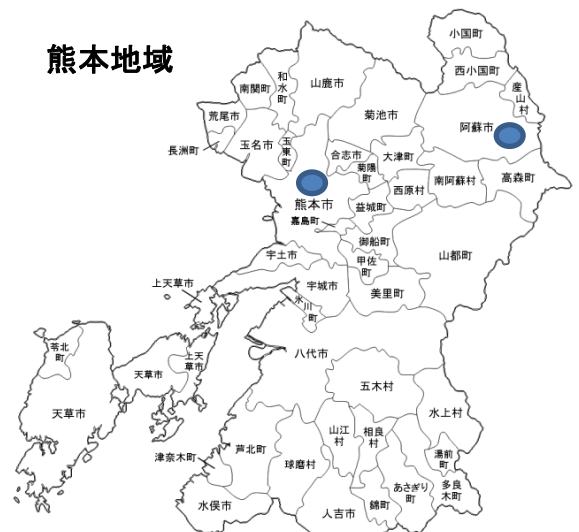 熊本地域
小国町
西小国町
産
山
村
阿蘇市
山鹿市
和
水
町
南関町
荒尾市
長洲町
玉名市
玉
東
町
菊池市
合志市
菊陽
町
大津町
西原村
南阿蘇村
高森町
熊本市
嘉島町
益城町
御船町
甲佐
町
山都町
宇土市
宇城市
美里町
氷
川
町
上天草市
上天
草市
天草市
苓北
町
天草市
八代市
五木村
水上村
山江
村
相良
村
湯前
町
多良
木町
あさぎり
町
錦町
人吉市
球磨村
芦北町
津奈木町
水俣市